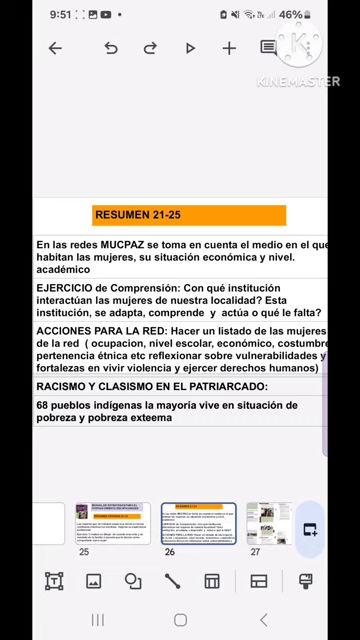 9:51
46%
KINEMASTER
RESUMEN 21-25
En las redes MUCPAZ se toma en cuenta el medio en el que
habitan las mujeres, su situación económica y nivel.
académico
EJERCICIO de Comprensión: Con qué institución
interactúan las mujeres de nuestra localidad? Esta
institución, se adapta, comprende y actúa o qué le falta?
ACCIONES PARA LA RED: Hacer un listado de las mujeres
de la red ( ocupacion, nivel escolar, económico, costumbre
pertenencia étnica etc reflexionar sobre vulnerabilidades y
fortalezas en vivir violencia y ejercer derechos humanos)
RACISMO Y CLASISMO EN EL PATRIARCADO:
68 pueblos indígenas la mayoría vive en situación de
pobreza y pobreza exteema
25
26
27